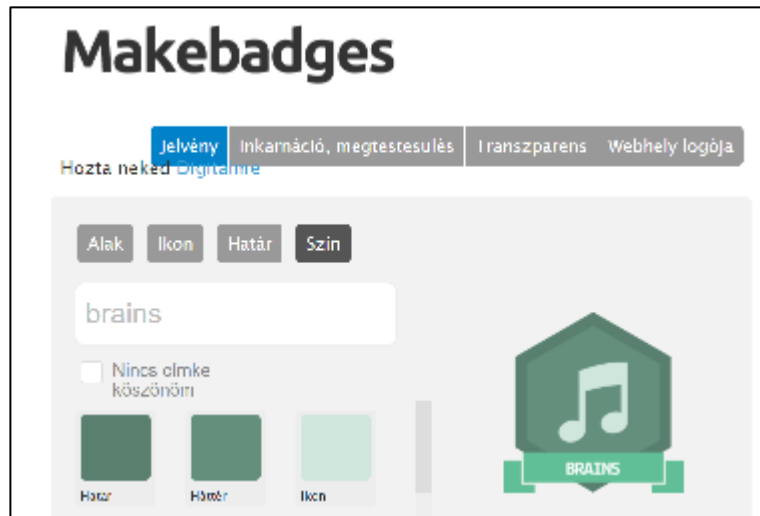 Makebadges
Jelvény Inkarnáció, megtestesülés Transzparens Webhely logója
Hozta neked Digitalme
Alak Ikon Határ Szín
brains
Nincs címke
köszönöm
BRAINS
Határ Háttér Ikon